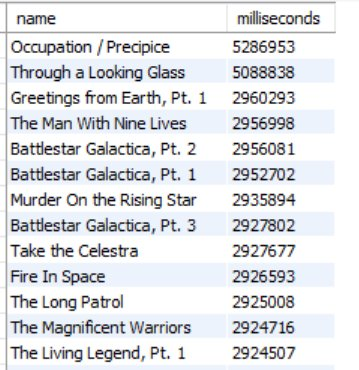 name milliseconds
Occupation / Precipice 5286953
Through a Looking Glass 5088838
Greetings from Earth, Pt. 1 2960293
The Man With Nine Lives 2956998
Battlestar Galactica, Pt. 2 2956081
Battlestar Galactica, Pt. 1 2952702
Murder On the Rising Star 2935894
Battlestar Galactica, Pt. 3 2927802
Take the Celestra 2927677
Fire In Space 2926593
The Long Patrol 2925008
The Magnificent Warriors 2924716
The Living Legend, Pt. 1 2924507